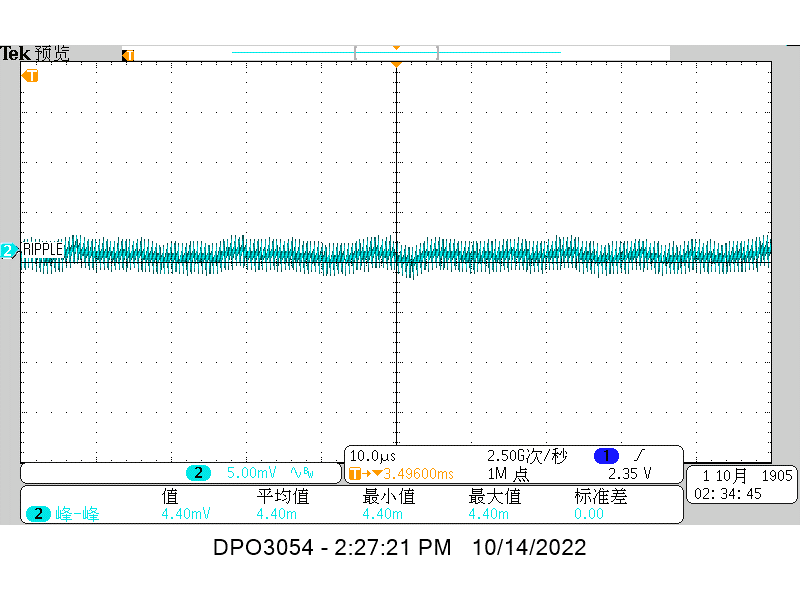 Tek 预览
T
T
2 RIPPLE
2 5.00mV ∿ BW
10.0µs 2.50G次/秒 1
T→▼3.49600ms 1M 点 2.35 V
值 平均值 最小值 最大值 标准差
2 峰-峰 4.40mV 4.40m 4.40m 4.40m 0.00
1 10月 1905
02:34:45
DPO3054 - 2:27:21 PM 10/14/2022